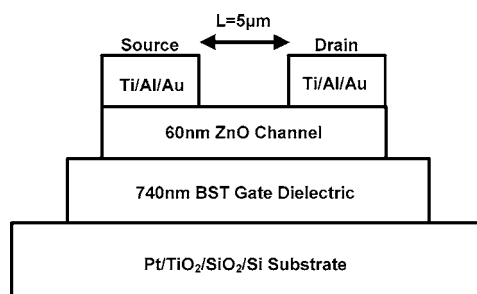 L=5µm
Source Drain
Ti/Al/Au Ti/Al/Au
60nm ZnO Channel
740nm BST Gate Dielectric
Pt/TiO₂/SiO₂/Si Substrate